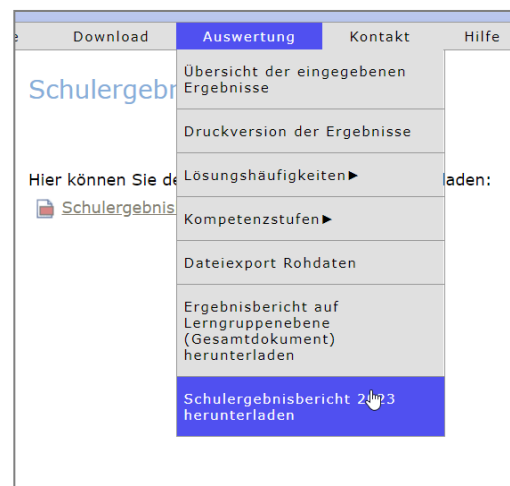 Download Auswertung Kontakt Hilfe
Übersicht der eingegebenen
Ergebnisse
Druckversion der Ergebnisse
Lösungshäufigkeiten▶
Kompetenzstufen▶
Dateiexport Rohdaten
Ergebnisbericht auf
Lerngruppenebene
(Gesamtdokument)
herunterladen
Schulergebnisbericht 2023
herunterladen
Schulergebn
Hier können Sie de laden:
Schulergebnis